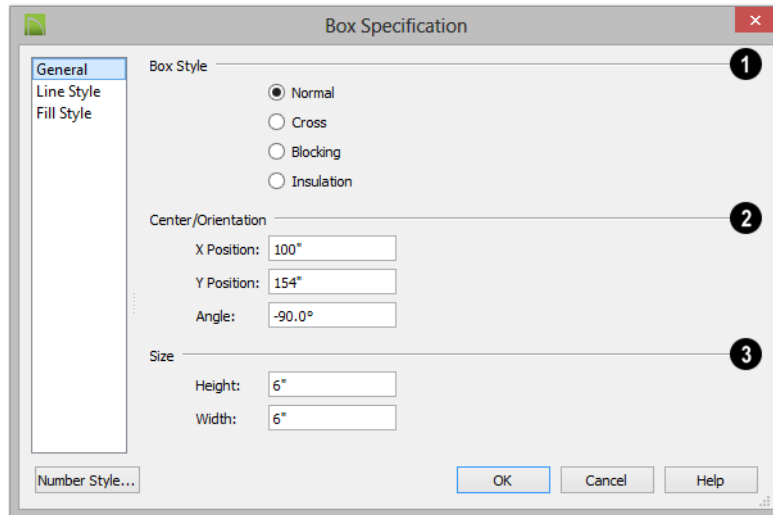 Box Specification
General
Line Style
Fill Style
Box Style
1
Normal
Cross
Blocking
Insulation
Center/Orientation
2
X Position: 100"
Y Position: 154"
Angle: -90.0°
Size
3
Height: 6"
Width: 6"
Number Style...
OK
Cancel
Help